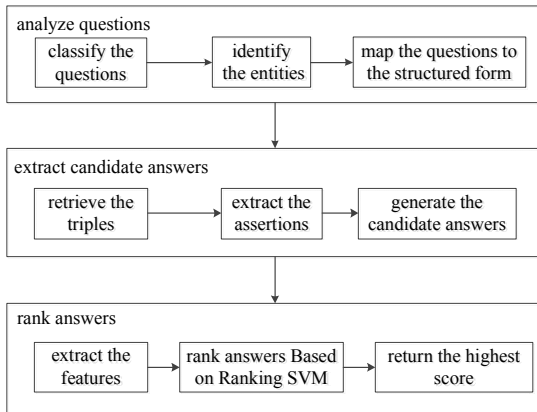 analyze questions
classify the
questions
identify
the entities
map the questions to
the structured form
extract candidate answers
retrieve the
triples
extract the
assertions
generate the
candidate answers
rank answers
extract the
features
rank answers Based
on Ranking SVM
return the highest
score